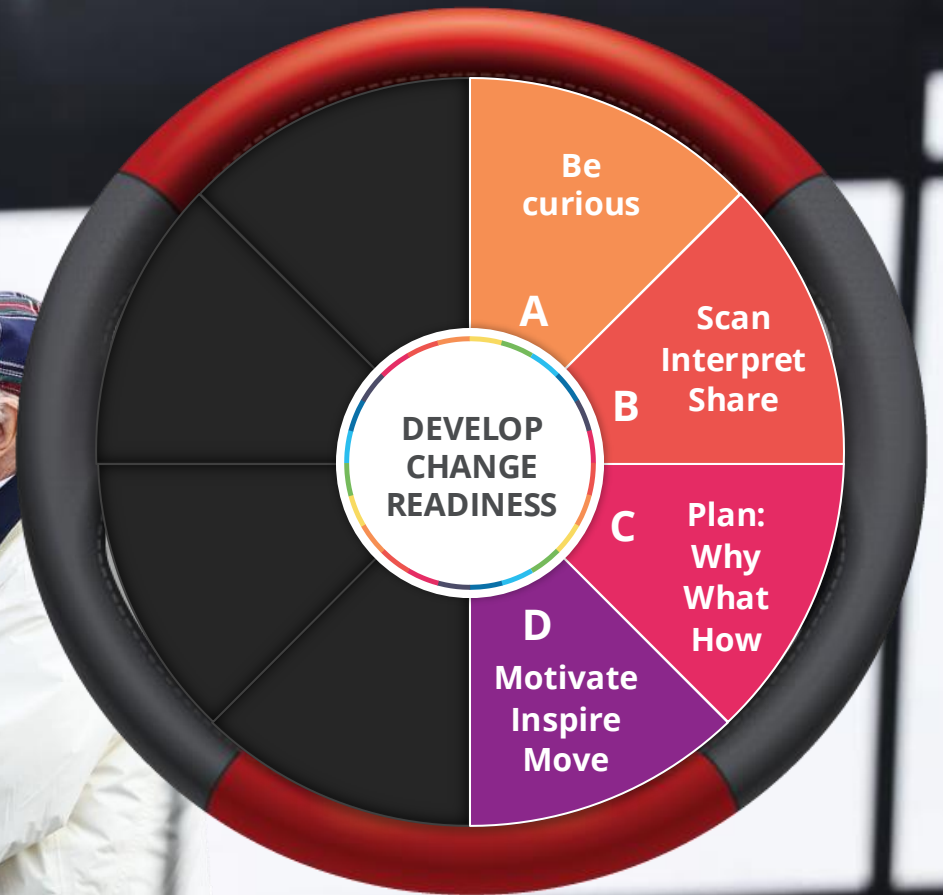 Be
curious
A
Scan
Interpret
Share
B
DEVELOP
CHANGE
READINESS
C
Plan:
Why
What
How
D
Motivate
Inspire
Move